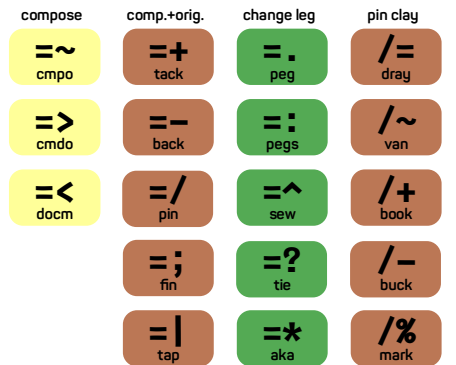 compose comp.+orig. change leg pin clay
=~ =+ =. /=
cmpo tack peg dray
=> =- =: /~
cmdo back pegs van
=< =/ =^ /+
docm pin sew book
=; =? /-
fin tie buck
=| =* /%
tap aka mark